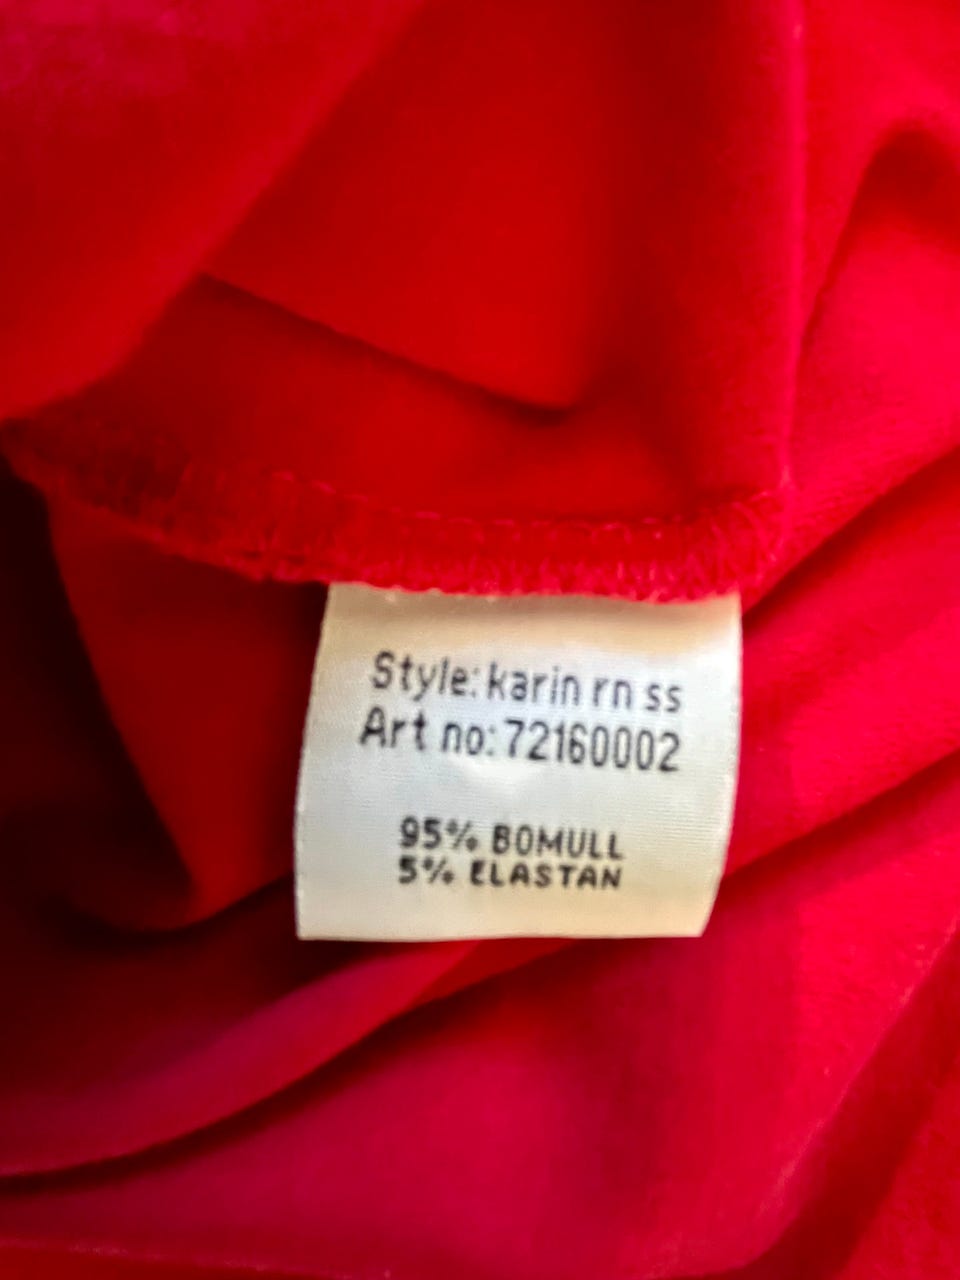 Style: karin rn ss
Art no: 72160002
95% BOMULL
5% ELASTAN